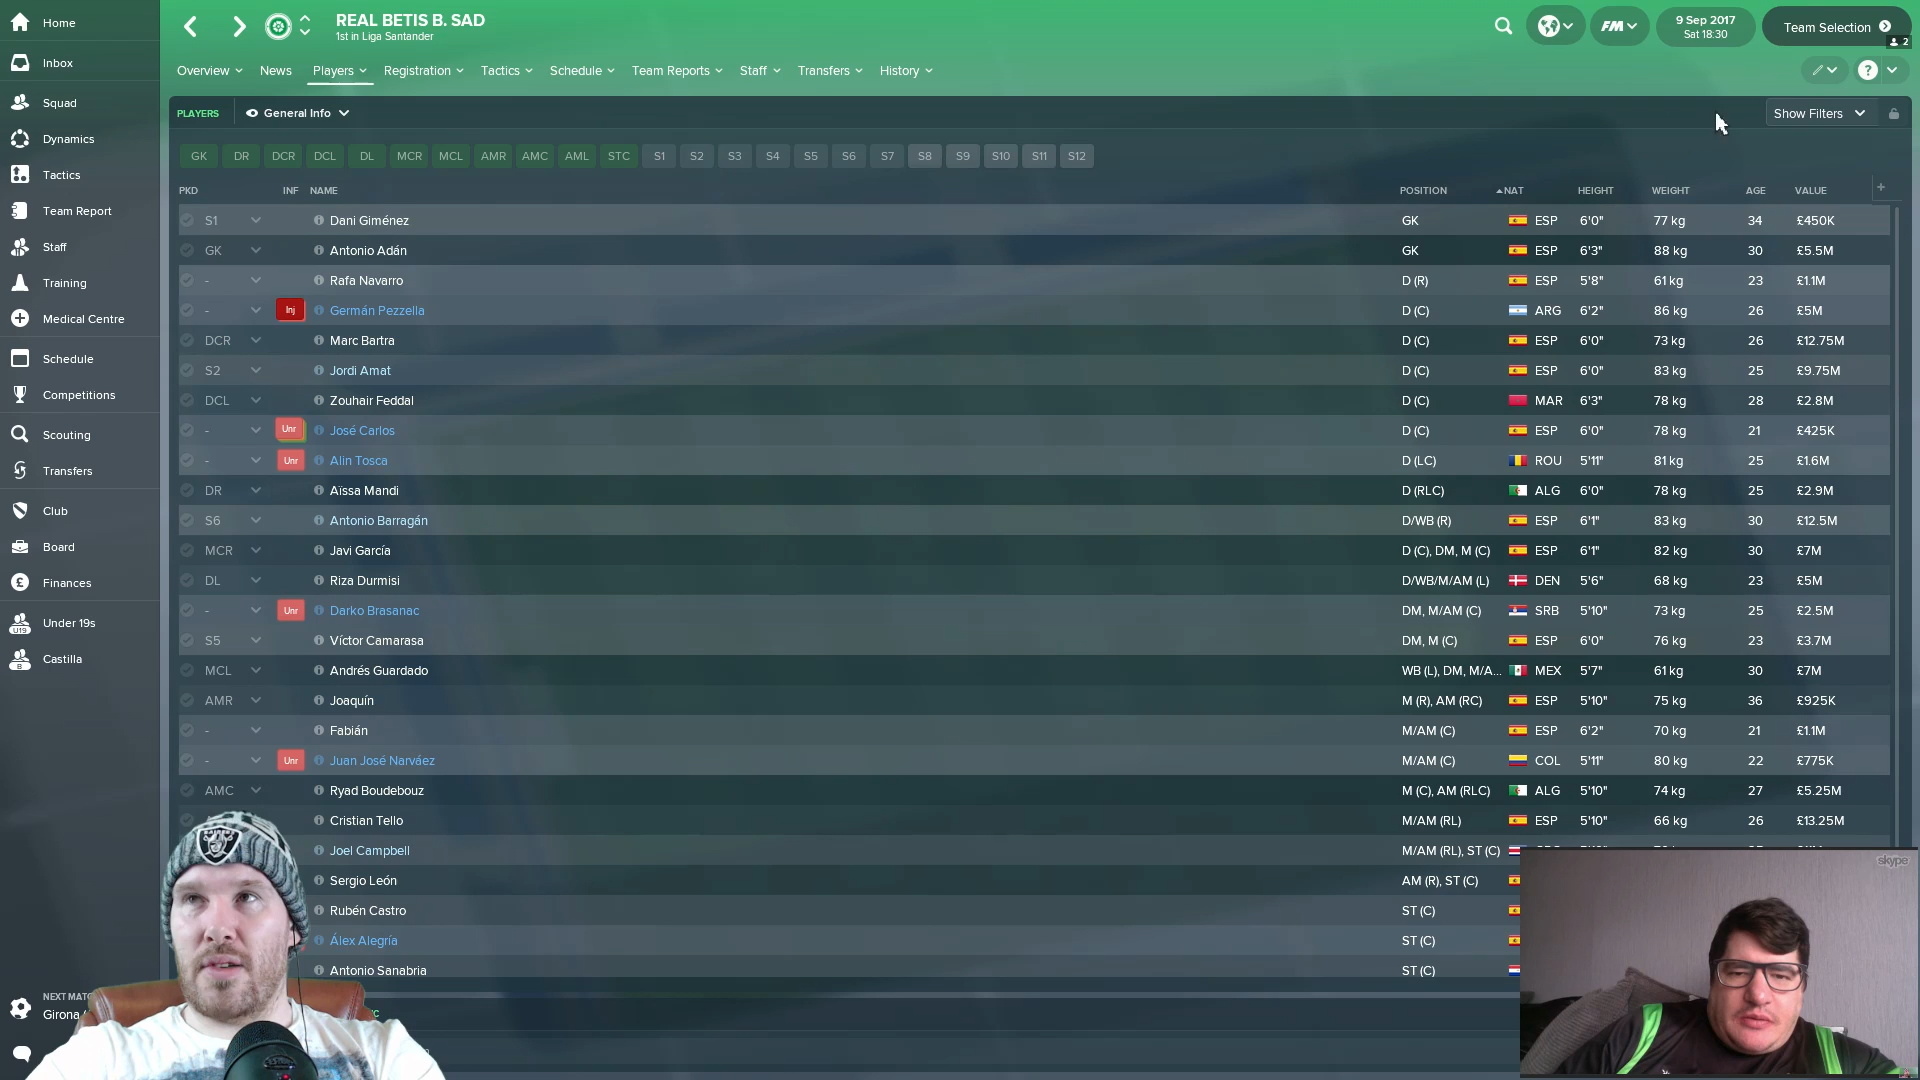 Home
Inbox
Squad
Dynamics
Tactics
Team Report
Staff
Training
Medical Centre
Schedule
Competitions
Scouting
Transfers
Club
Board
Finances
Under 19s
U19
Castilla
B
NEXT MATC
Girona
REAL BETIS B. SAD
1st in Liga Santander
FM
9 Sep 2017
Sat 18:30
Team Selection
2
Overview News Players Registration Tactics Schedule Team Reports Staff Transfers History
?
PLAYERS General Info Show Filters
GK DR DCR DCL DL MCR MCL AMR AMC AML STC S1 S2 S3 S4 S5 S6 S7 S8 S9 S10 S11 S12
PKD INF NAME POSITION NAT HEIGHT WEIGHT AGE VALUE +
S1 Dani Giménez GK ESP 6'0" 77 kg 34 £450K
GK Antonio Adán GK ESP 6'3" 88 kg 30 £5.5M
- Rafa Navarro D (R) ESP 5'8" 61 kg 23 £1.1M
- Inj Germán Pezzella D (C) ARG 6'2" 86 kg 26 £5M
DCR Marc Bartra D (C) ESP 6'0" 73 kg 26 £12.75M
S2 Jordi Amat D (C) ESP 6'0" 83 kg 25 £9.75M
DCL Zouhair Feddal D (C) MAR 6'3" 78 kg 28 £2.8M
- Unr José Carlos D (C) ESP 6'0" 78 kg 21 £425K
- Unr Alin Tosca D (LC) ROU 5'11" 81 kg 25 £1.6M
DR Aïssa Mandi D (RLC) ALG 6'0" 78 kg 25 £2.9M
S6 Antonio Barragán D/WB (R) ESP 6'1" 83 kg 30 £12.5M
MCR Javi García D (C), DM, M (C) ESP 6'1" 82 kg 30 £7M
DL Riza Durmisi D/WB/M/AM (L) DEN 5'6" 68 kg 23 £5M
- Unr Darko Brasanac DM, M/AM (C) SRB 5'10" 73 kg 25 £2.5M
S5 Víctor Camarasa DM, M (C) ESP 6'0" 76 kg 23 £3.7M
MCL Andrés Guardado WB (L), DM, M/A... MEX 5'7" 61 kg 30 £7M
AMR Joaquín M (R), AM (RC) ESP 5'10" 75 kg 36 £925K
- Fabián M/AM (C) ESP 6'2" 70 kg 21 £1.1M
- Unr Juan José Narváez M/AM (C) COL 5'11" 80 kg 22 £775K
AMC Ryad Boudebouz M (C), AM (RLC) ALG 5'10" 74 kg 27 £5.25M
Cristian Tello M/AM (RL) ESP 5'10" 66 kg 26 £13.25M
Joel Campbell M/AM (RL), ST (C)
Sergio León AM (R), ST (C)
Rubén Castro ST (C)
Álex Alegría ST (C)
Antonio Sanabria ST (C)
RAIDERS
skype